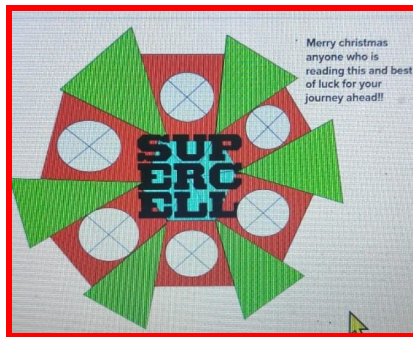 Merry christmas
anyone who is
reading this and best
of luck for your
journey ahead!!
SUP
ERC
ELL